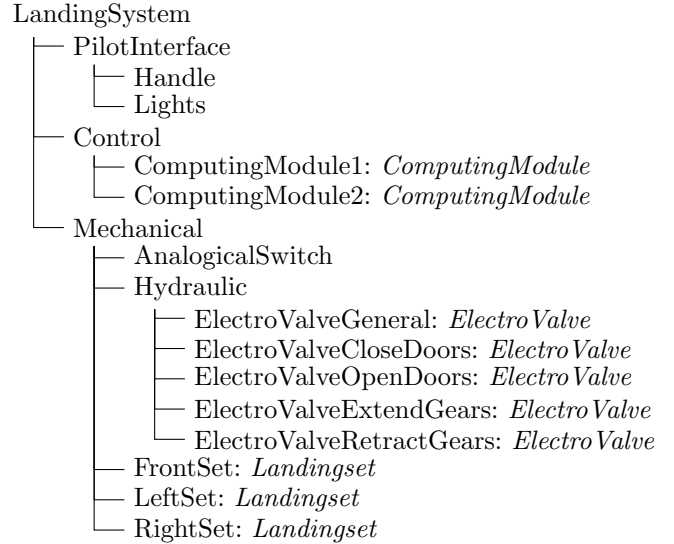 LandingSystem
PilotInterface
Handle
Lights
Control
ComputingModule1: ComputingModule
ComputingModule2: ComputingModule
Mechanical
AnalogicalSwitch
Hydraulic
ElectroValveGeneral: ElectroValve
ElectroValveCloseDoors: ElectroValve
ElectroValveOpenDoors: ElectroValve
ElectroValveExtendGears: ElectroValve
ElectroValveRetractGears: ElectroValve
FrontSet: Landingset
LeftSet: Landingset
RightSet: Landingset